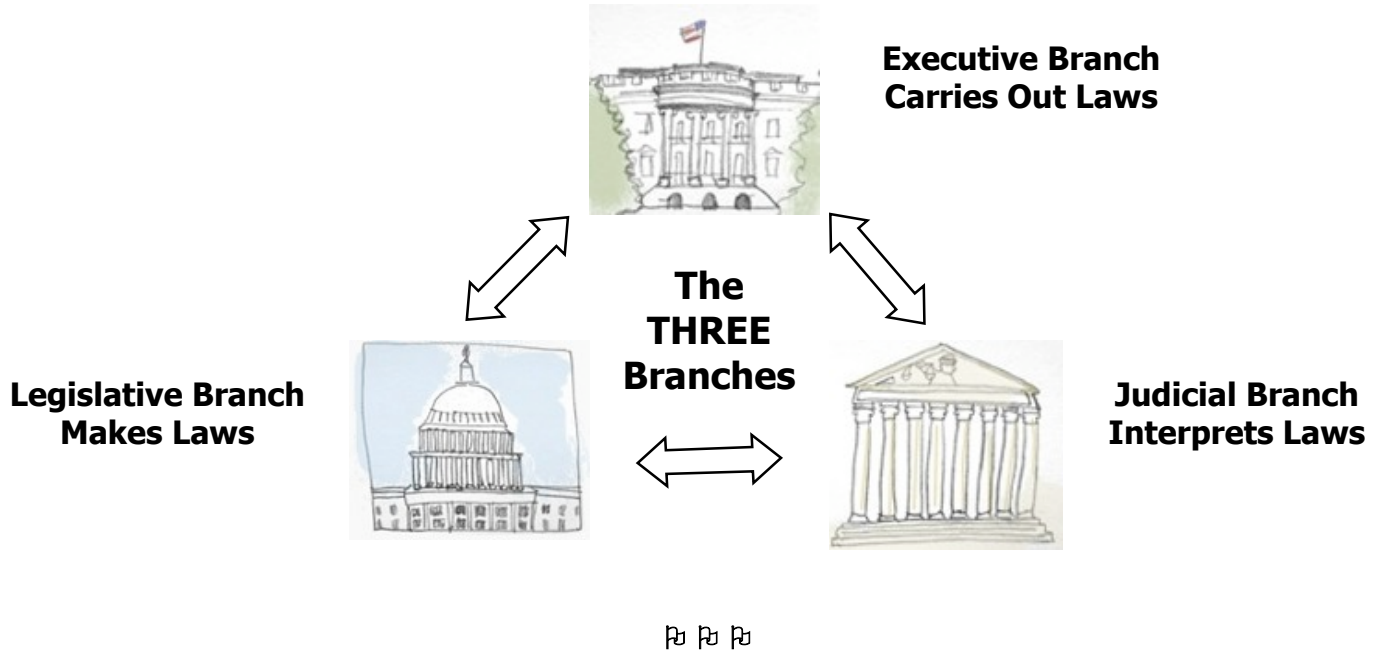 Executive Branch
Carries Out Laws
The
THREE
Branches
Legislative Branch
Makes Laws
Judicial Branch
Interprets Laws